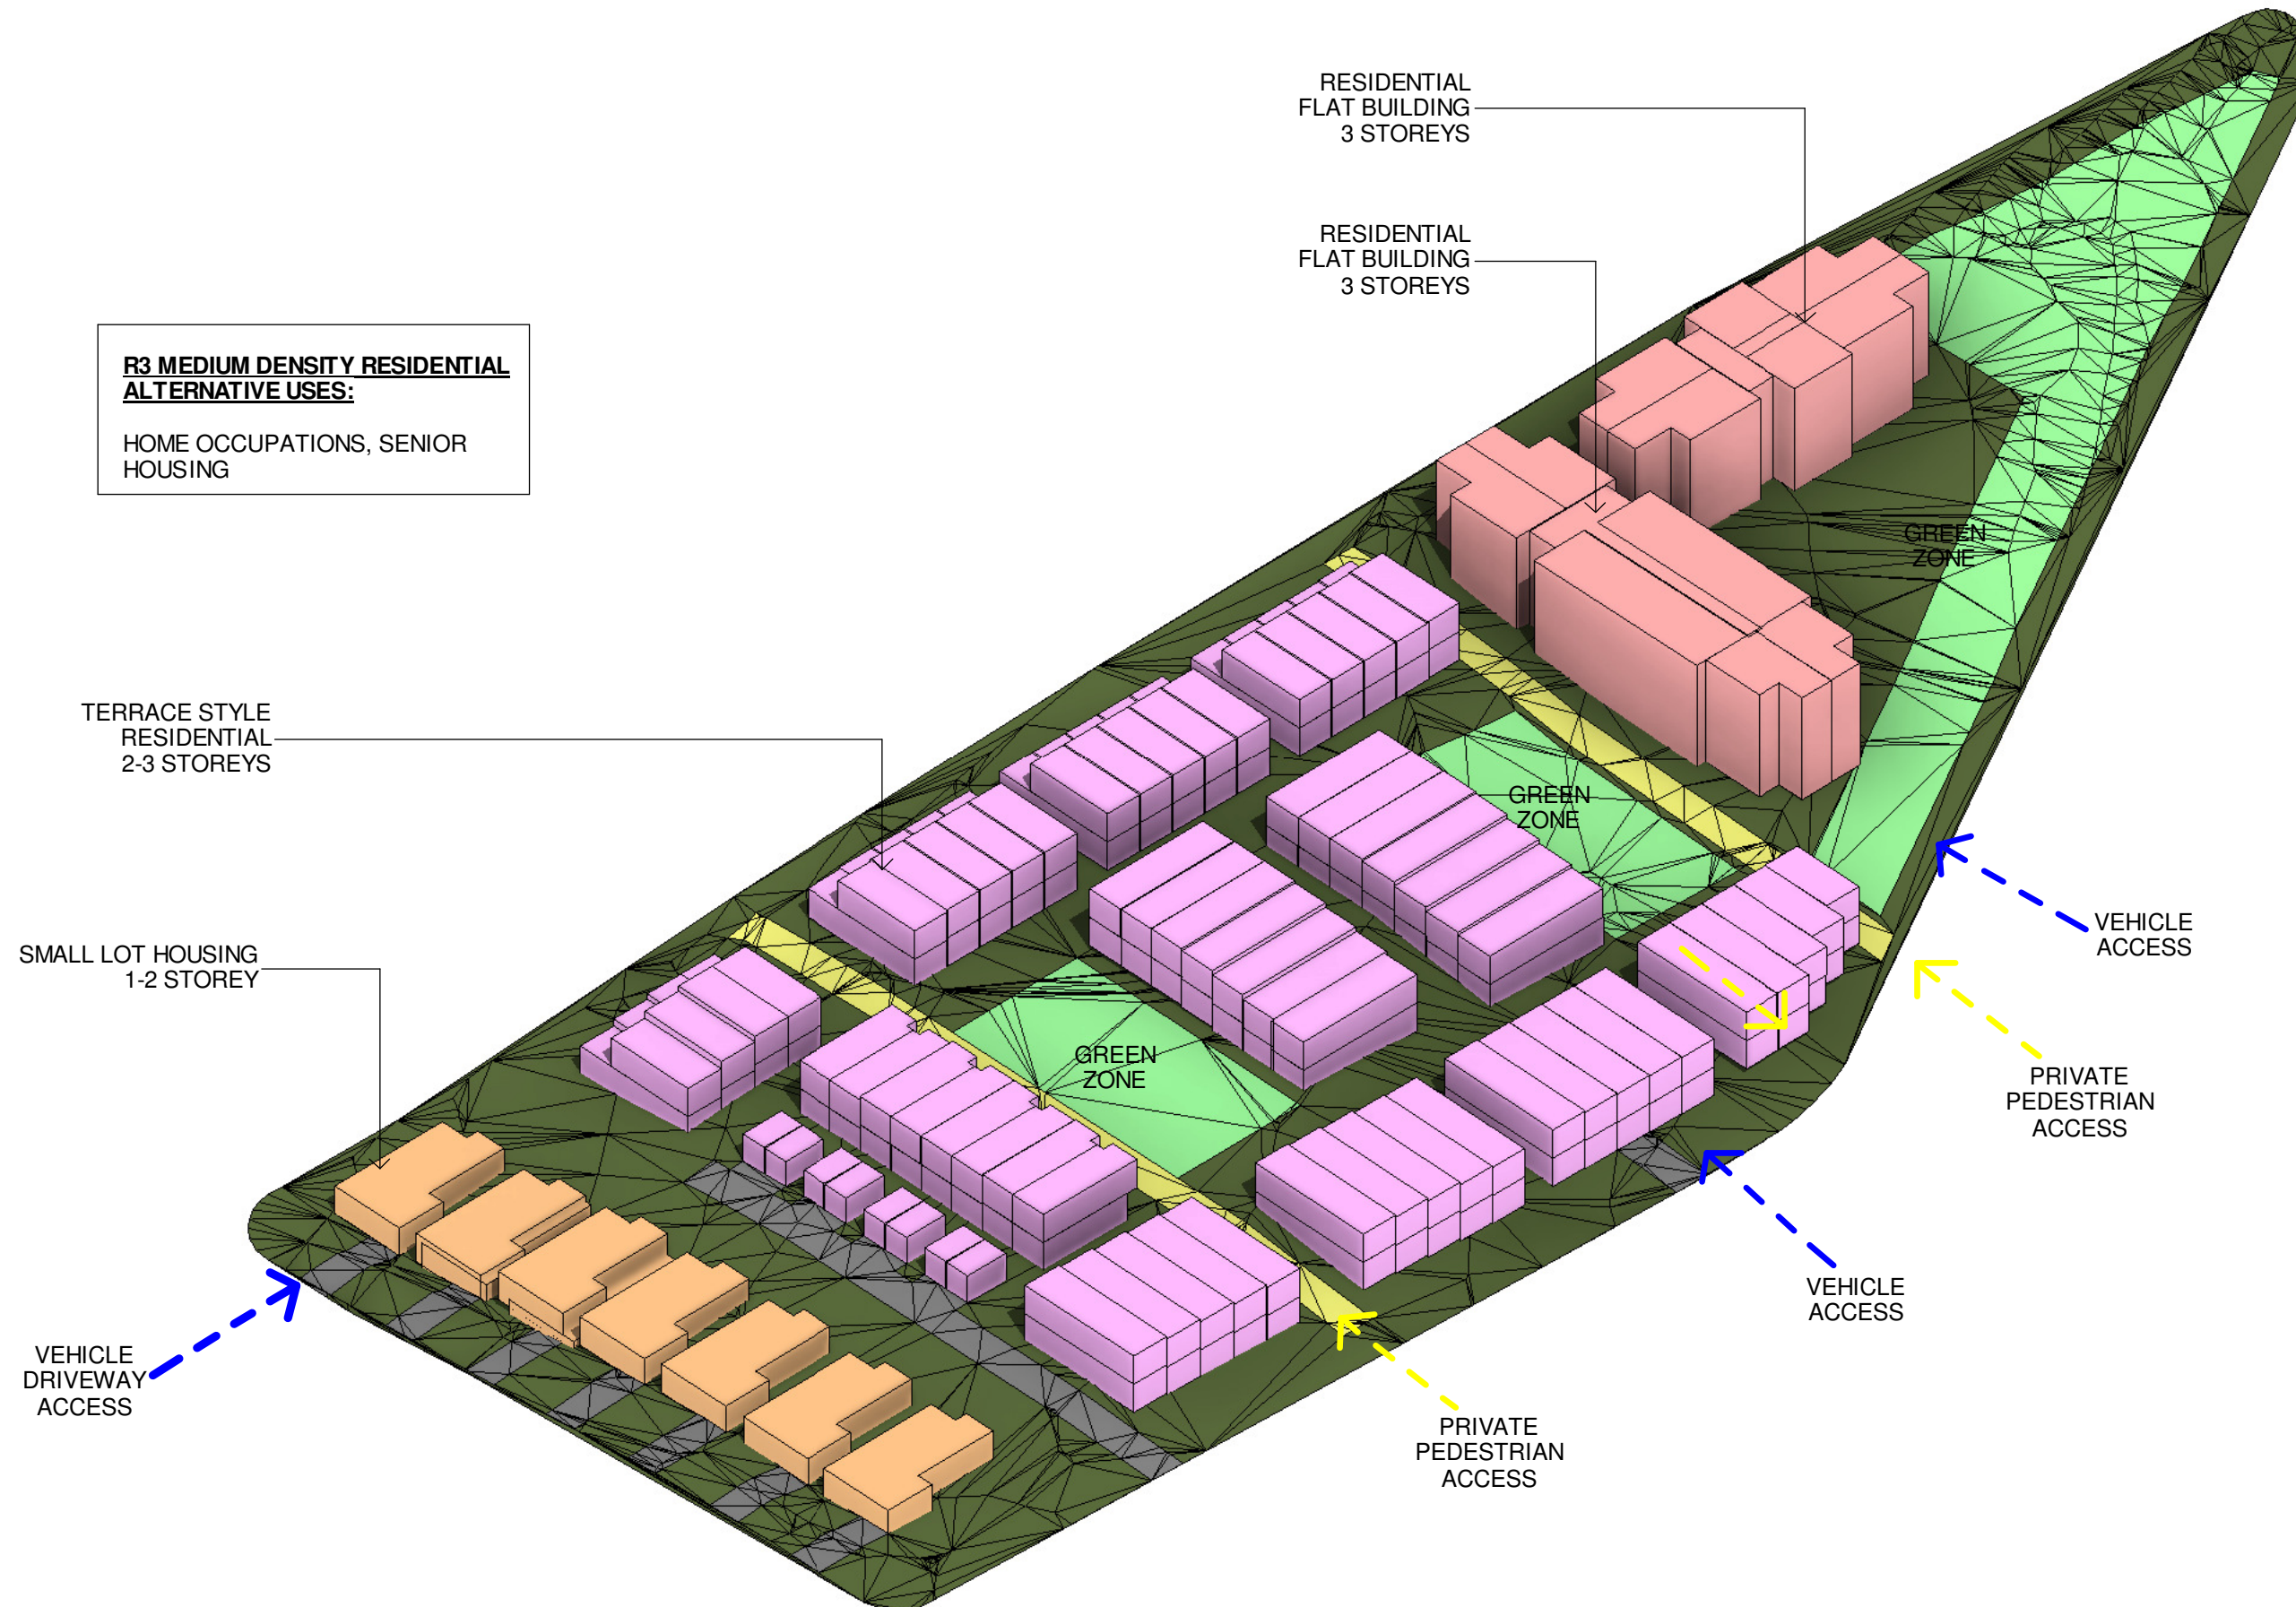 RESIDENTIAL
FLAT BUILDING
3 STOREYS
RESIDENTIAL
FLAT BUILDING
3 STOREYS
R3 MEDIUM DENSITY RESIDENTIAL
ALTERNATIVE USES:
HOME OCCUPATIONS, SENIOR
HOUSING
GREEN
ZONE
TERRACE STYLE
RESIDENTIAL
2-3 STOREYS
GREEN
ZONE
SMALL LOT HOUSING
1-2 STOREY
VEHICLE
ACCESS
GREEN
ZONE
PRIVATE
PEDESTRIAN
ACCESS
VEHICLE
ACCESS
VEHICLE
DRIVEWAY
ACCESS
PRIVATE
PEDESTRIAN
ACCESS